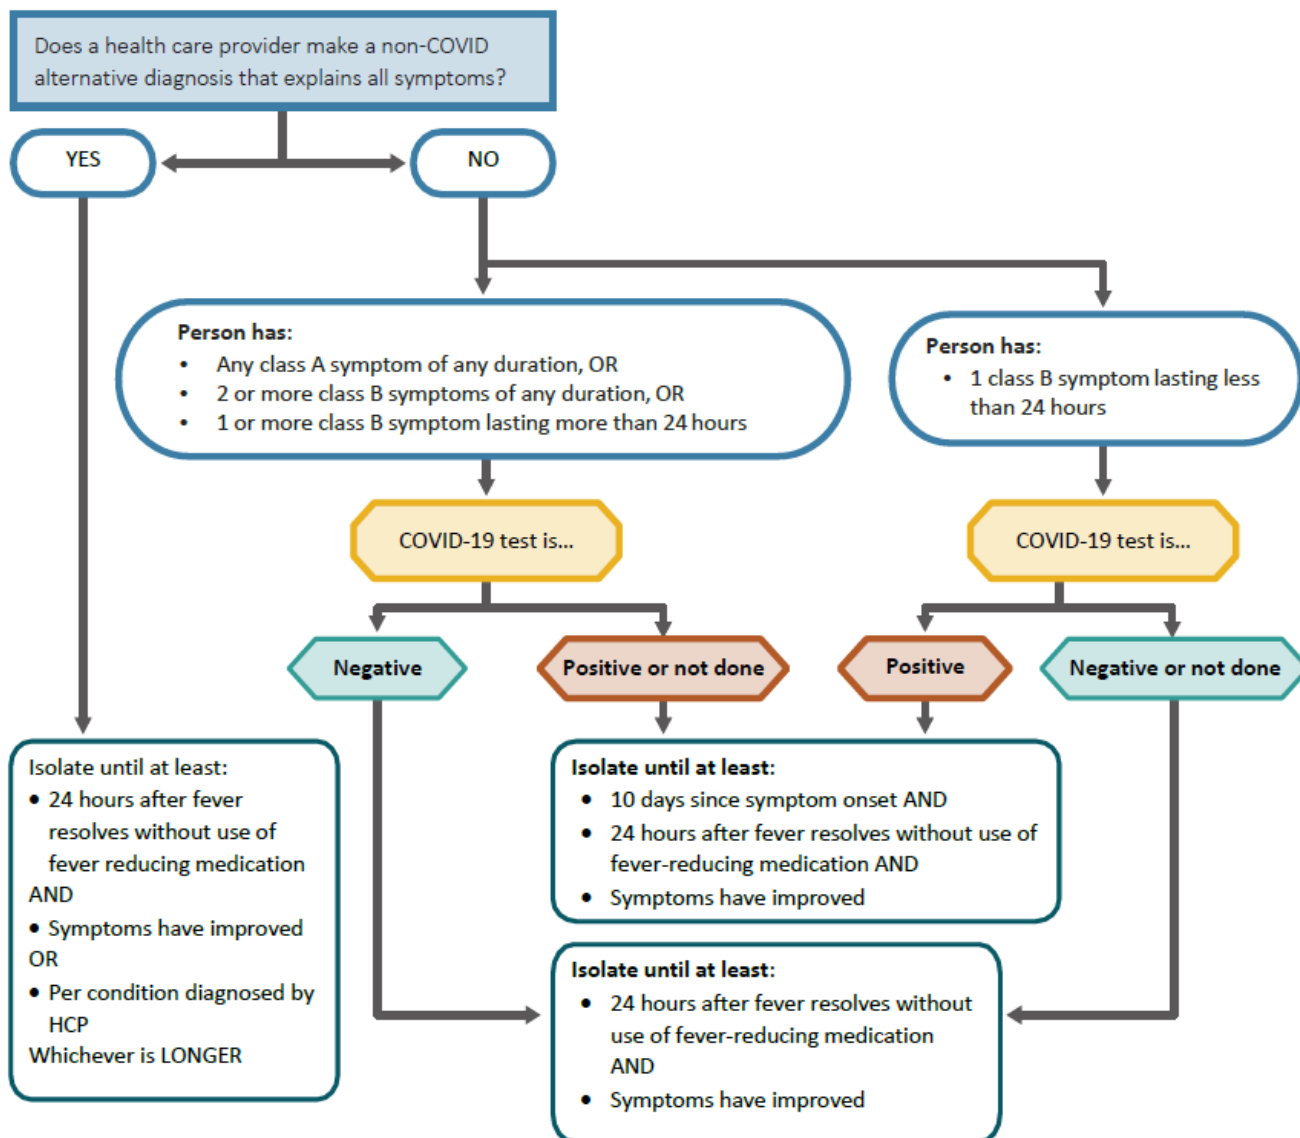 Does a health care provider make a non-COVID
alternative diagnosis that explains all symptoms?
YES
NO
Person has:
• Any class A symptom of any duration, OR
• 2 or more class B symptoms of any duration, OR
• 1 or more class B symptom lasting more than 24 hours
Person has:
• 1 class B symptom lasting less
than 24 hours
COVID-19 test is...
COVID-19 test is...
Negative
Positive or not done
Positive
Negative or not done
Isolate until at least:
• 24 hours after fever
resolves without use of
fever reducing medication
AND
• Symptoms have improved
OR
• Per condition diagnosed by
HCP
Whichever is LONGER
Isolate until at least:
• 10 days since symptom onset AND
• 24 hours after fever resolves without use of
fever-reducing medication AND
• Symptoms have improved
Isolate until at least:
• 24 hours after fever resolves without
use of fever-reducing medication
AND
• Symptoms have improved